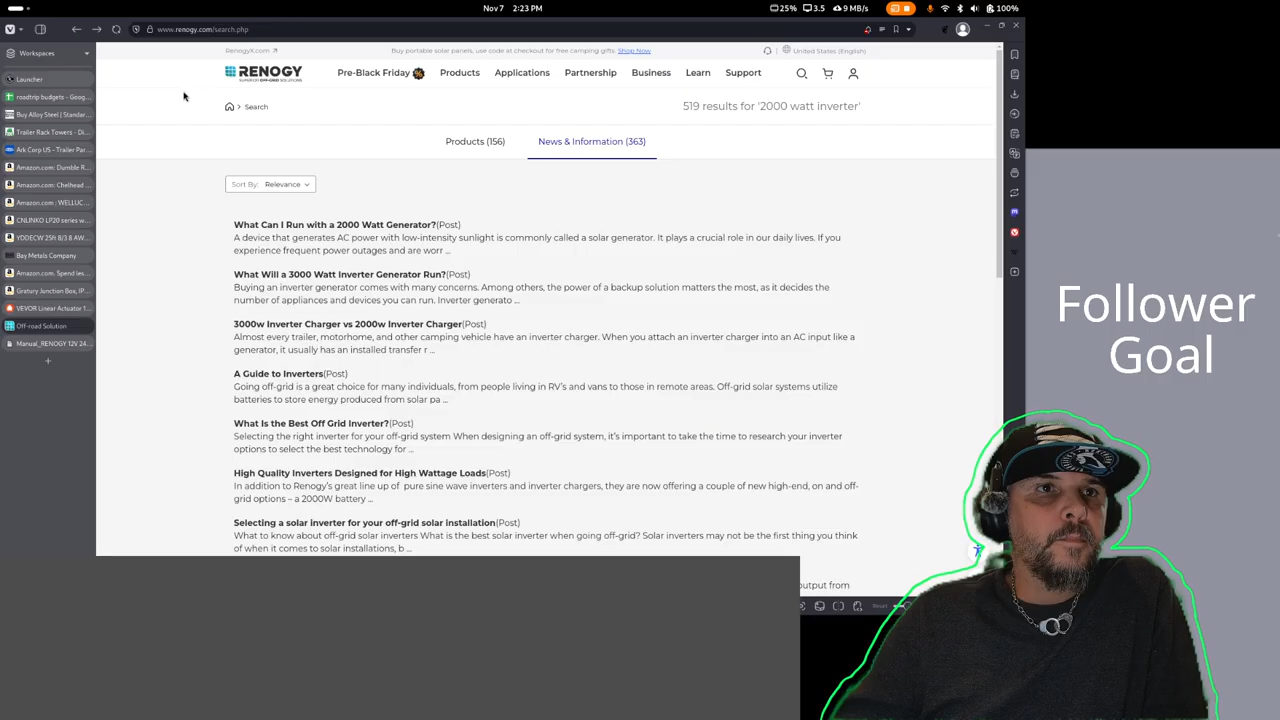 Nov 7 2:23 PM
25% 3.5 9 MB/s 100%
www.renogy.com/search.php
Workspaces
Launcher
roadtrip budgets - Goog...
Buy Alloy Steel | Standar...
Trailer Rack Towers - Di...
Ark Corp US - Trailer Par...
Amazon.com: Dumble R...
Amazon.com: Chelhead ...
Amazon.com : WELLUC...
CNLINKO LP20 series w...
YDDECW 25ft 8/3.8 AW...
Bay Metals Company
Amazon.com. Spend les...
Gratury Junction Box, IP...
VEVOR Linear Actuator 1...
Off-road Solution
Manual_RENOGY 12V 24...
RenogyX.com
Buy portable solar panels, use code at checkout for free camping gifts. Shop Now
United States (English)
RENOGY
SUPERIOR OFF-GRID SOLUTIONS
Pre-Black Friday Products Applications Partnership Business Learn Support
> Search
519 results for '2000 watt inverter'
Products (156) News & Information (363)
Sort By: Relevance
What Can I Run with a 2000 Watt Generator?(Post)
A device that generates AC power with low-intensity sunlight is commonly called a solar generator. It plays a crucial role in our daily lives. If you
experience frequent power outages and are worr ...
What Will a 3000 Watt Inverter Generator Run?(Post)
Buying an inverter generator comes with many concerns. Among others, the power of a backup solution matters the most, as it decides the
number of appliances and devices you can run. Inverter generato ...
3000w Inverter Charger vs 2000w Inverter Charger(Post)
Almost every trailer, motorhome, and other camping vehicle have an inverter charger. When you attach an inverter charger into an AC input like a
generator, it usually has an installed transfer r ...
A Guide to Inverters(Post)
Going off-grid is a great choice for many individuals, from people living in RV's and vans to those in remote areas. Off-grid solar systems utilize
batteries to store energy produced from solar pa ...
What Is the Best Off Grid Inverter?(Post)
Selecting the right inverter for your off-grid system When designing an off-grid system, it's important to take the time to research your inverter
options to select the best technology for ...
High Quality Inverters Designed for High Wattage Loads(Post)
In addition to Renogy's great line up of pure sine wave inverters and inverter chargers, they are now offering a couple of new high-end, on and off-
grid options – a 2000W battery ...
Selecting a solar inverter for your off-grid solar installation(Post)
What to know about off-grid solar inverters What is the best solar inverter when going off-grid? Solar inverters may not be the first thing you think
of when it comes to solar installations, b ...
output from
Reset
Follower
Goal